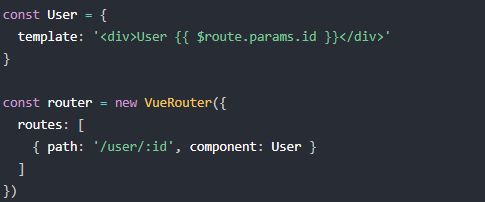 const User = {
  template: '<div>User {{ $route.params.id }}</div>'
}

const router = new VueRouter({
  routes: [
    { path: '/user/:id', component: User }
  ]
})